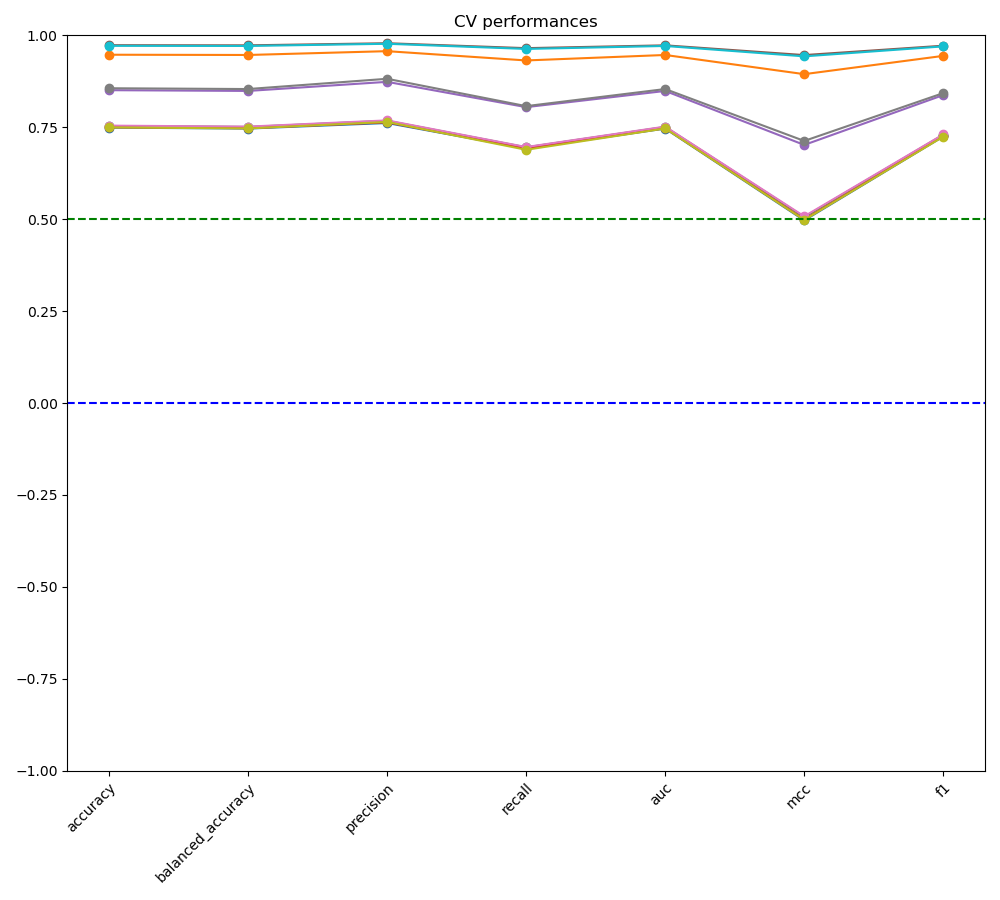 CV performances
1.00
0.75
0.50
0.25
0.00
−0.25
−0.50
−0.75
−1.00
accuracy
balanced_accuracy
precision
recall
auc
mcc
f1